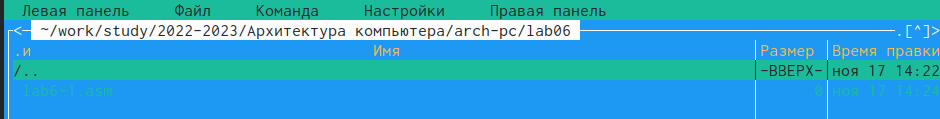 Левая панель Файл Команда Настройки Правая панель
<— ~/work/study/2022-2023/Архитектура компьютера/arch-pc/lab06 —.[^]>
.и Имя Размер Время правки
/.. -ВВЕРХ- ноя 17 14:22
lab6-1.asm 0 ноя 17 14:24